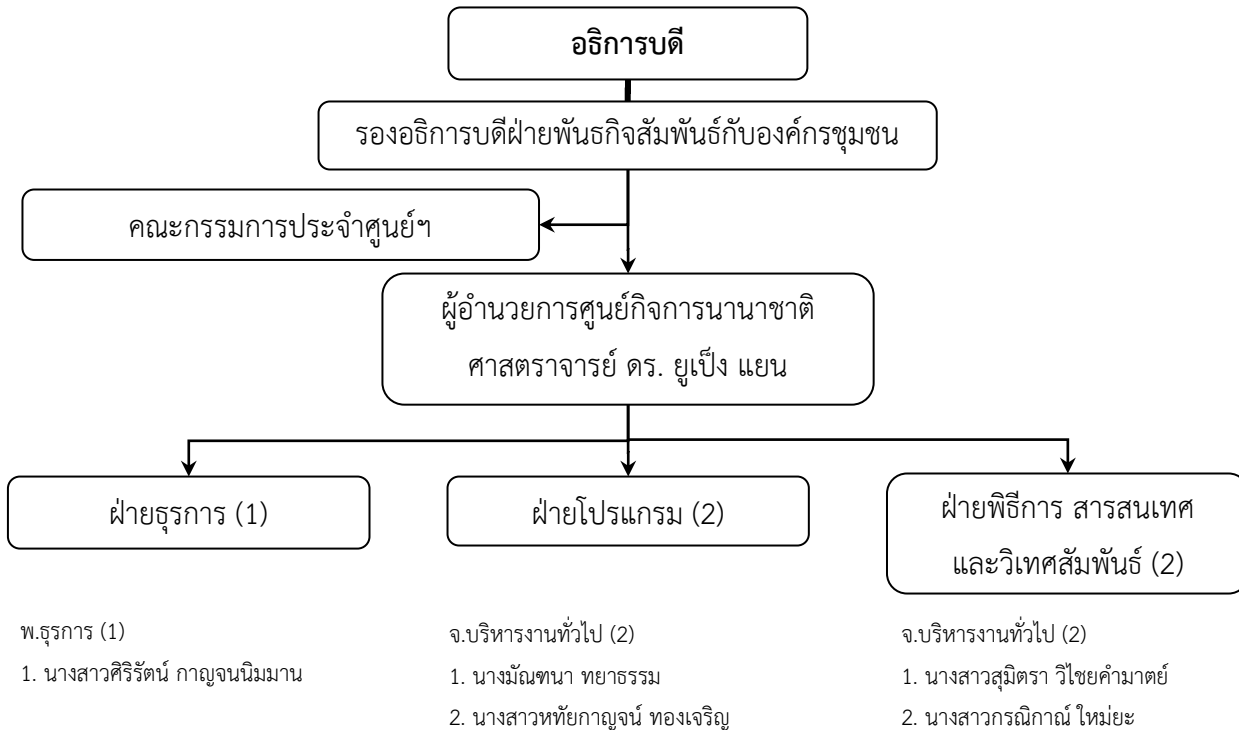 อธิการบดี
รองอธิการบดีฝ่ายพันธกิจสัมพันธ์กับองค์กรชุมชน
คณะกรรมการประจำศูนย์ฯ
ผู้อำนวยการศูนย์กิจการนานาชาติ
ศาสตราจารย์ ดร. ยูเป็ง แยน
ฝ่ายธุรการ (1)
ฝ่ายโปรแกรม (2)
ฝ่ายพิธีการ สารสนเทศ
และวิเทศสัมพันธ์ (2)
พ.ธุรการ (1)
1. นางสาวศิริรัตน์ กาญจนนิมมาน
จ.บริหารงานทั่วไป (2)
1. นางมัณฑนา ทยาธรรม
2. นางสาวหทัยกาญจน์ ทองเจริญ
จ.บริหารงานทั่วไป (2)
1. นางสาวสุมิตรา วิไชยคำมาตย์
2. นางสาวกรณิกาณ์ ใหม่ยะ